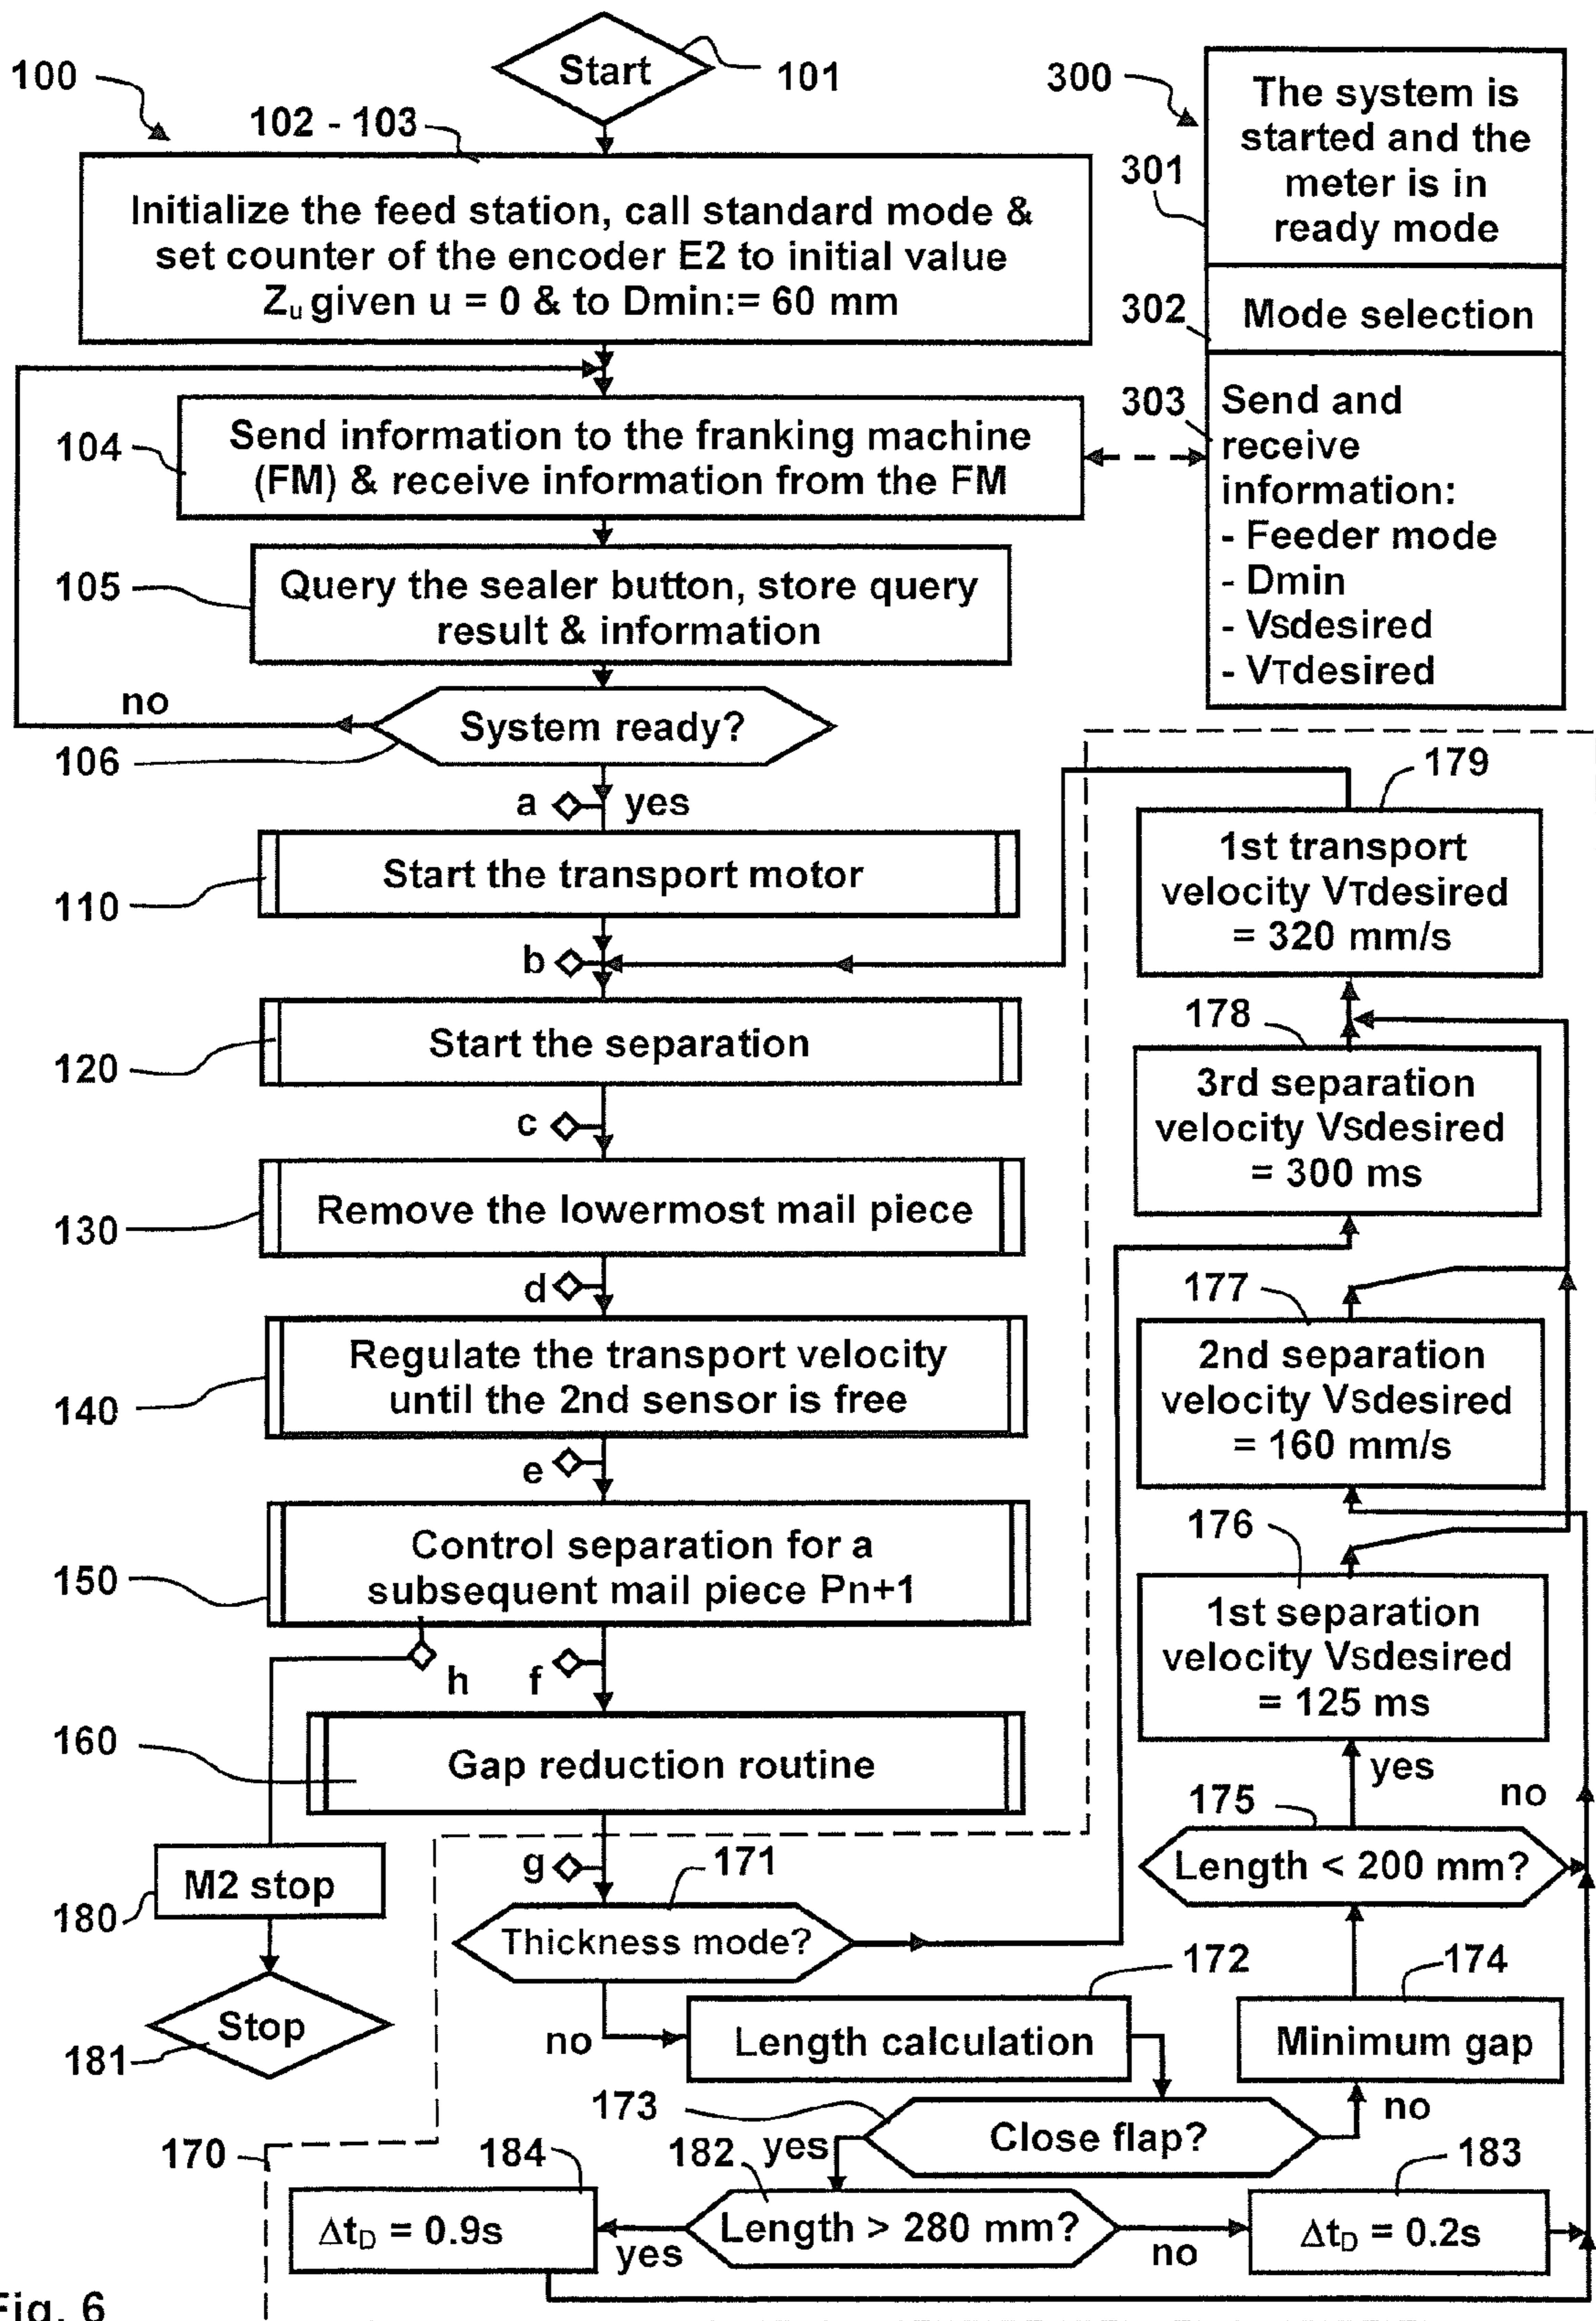 Start
101
100
102 - 103
Initialize the feed station, call standard mode &
set counter of the encoder E2 to initial value
Zu given u = 0 & to Dmin:= 60 mm
104
Send information to the franking machine
(FM) & receive information from the FM
105
Query the sealer button, store query
result & information
no
System ready?
106
a
yes
Start the transport motor
110
b
Start the separation
120
c
Remove the lowermost mail piece
130
d
Regulate the transport velocity
until the 2nd sensor is free
140
e
Control separation for a
subsequent mail piece Pn+1
150
h
f
160
Gap reduction routine
g
171
M2 stop
180
Thickness mode?
Stop
181
no
172
Length calculation
173
Close flap?
yes
no
174
Minimum gap
170
184
182
183
ΔtD = 0.9s
Length > 280 mm?
ΔtD = 0.2s
yes
no
300
The system is
started and the
meter is in
ready mode
301
302
Mode selection
303
Send and
receive
information:
- Feeder mode
- Dmin
- VSdesired
- VTdesired
179
1st transport
velocity VTdesired
= 320 mm/s
178
3rd separation
velocity VSdesired
= 300 ms
177
2nd separation
velocity VSdesired
= 160 mm/s
176
1st separation
velocity VSdesired
= 125 ms
yes
no
175
Length < 200 mm?
Fig. 6